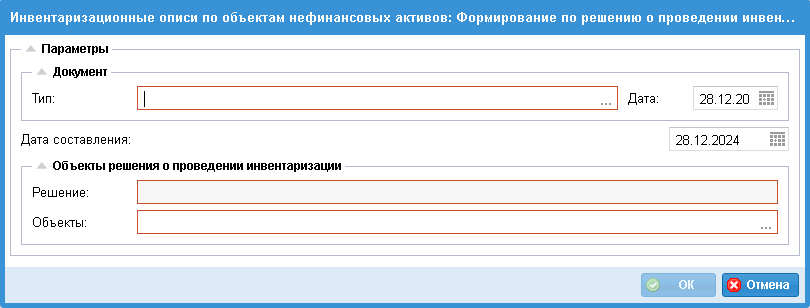 Инвентаризационные описи по объектам нефинансовых активов: Формирование по решению о проведении инвен...
Параметры
Документ
Тип: ... Дата: 28.12.20
Дата составления: 28.12.2024
Объекты решения о проведении инвентаризации
Решение:
Объекты: ...
ОК Отмена